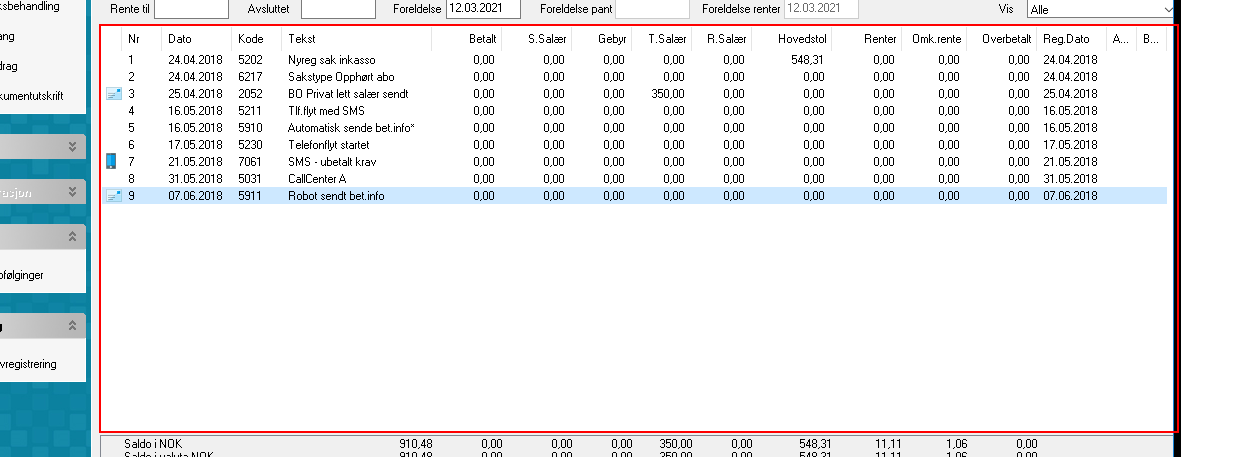 Rente til Avsluttet Foreldelse 12.03.2021 Foreldelse pant Foreldelse renter 12.03.2021 Vis Alle
ksbehandling
ang
drag
kumentutskrift
rasjon
pfølginger
g
vregistrering
Nr Dato Kode Tekst Betalt S.Salær Gebyr T.Salær R.Salær Hovedstol Renter Omk.rente Overbetalt Reg.Dato A... B...
1 24.04.2018 5202 Nyreg sak inkasso 0,00 0,00 0,00 0,00 0,00 548,31 0,00 0,00 0,00 24.04.2018
2 24.04.2018 6217 Sakstype Opphørt abo 0,00 0,00 0,00 0,00 0,00 0,00 0,00 0,00 0,00 24.04.2018
3 25.04.2018 2052 BO Privat lett salær sendt 0,00 0,00 0,00 350,00 0,00 0,00 0,00 0,00 0,00 25.04.2018
4 16.05.2018 5211 Tlf.flyt med SMS 0,00 0,00 0,00 0,00 0,00 0,00 0,00 0,00 0,00 16.05.2018
5 16.05.2018 5910 Automatisk sende bet.info* 0,00 0,00 0,00 0,00 0,00 0,00 0,00 0,00 0,00 16.05.2018
6 17.05.2018 5230 Telefonflyt startet 0,00 0,00 0,00 0,00 0,00 0,00 0,00 0,00 0,00 17.05.2018
7 21.05.2018 7061 SMS - ubetalt krav 0,00 0,00 0,00 0,00 0,00 0,00 0,00 0,00 0,00 21.05.2018
8 31.05.2018 5031 CallCenter A 0,00 0,00 0,00 0,00 0,00 0,00 0,00 0,00 0,00 31.05.2018
9 07.06.2018 5911 Robot sendt bet.info 0,00 0,00 0,00 0,00 0,00 0,00 0,00 0,00 0,00 07.06.2018
Saldo i NOK 910,48 0,00 0,00 0,00 350,00 0,00 548,31 11,11 1,06 0,00
Saldo i valuta NOK 910,48 0,00 0,00 0,00 350,00 0,00 548,31 11,11 1,06 0,00